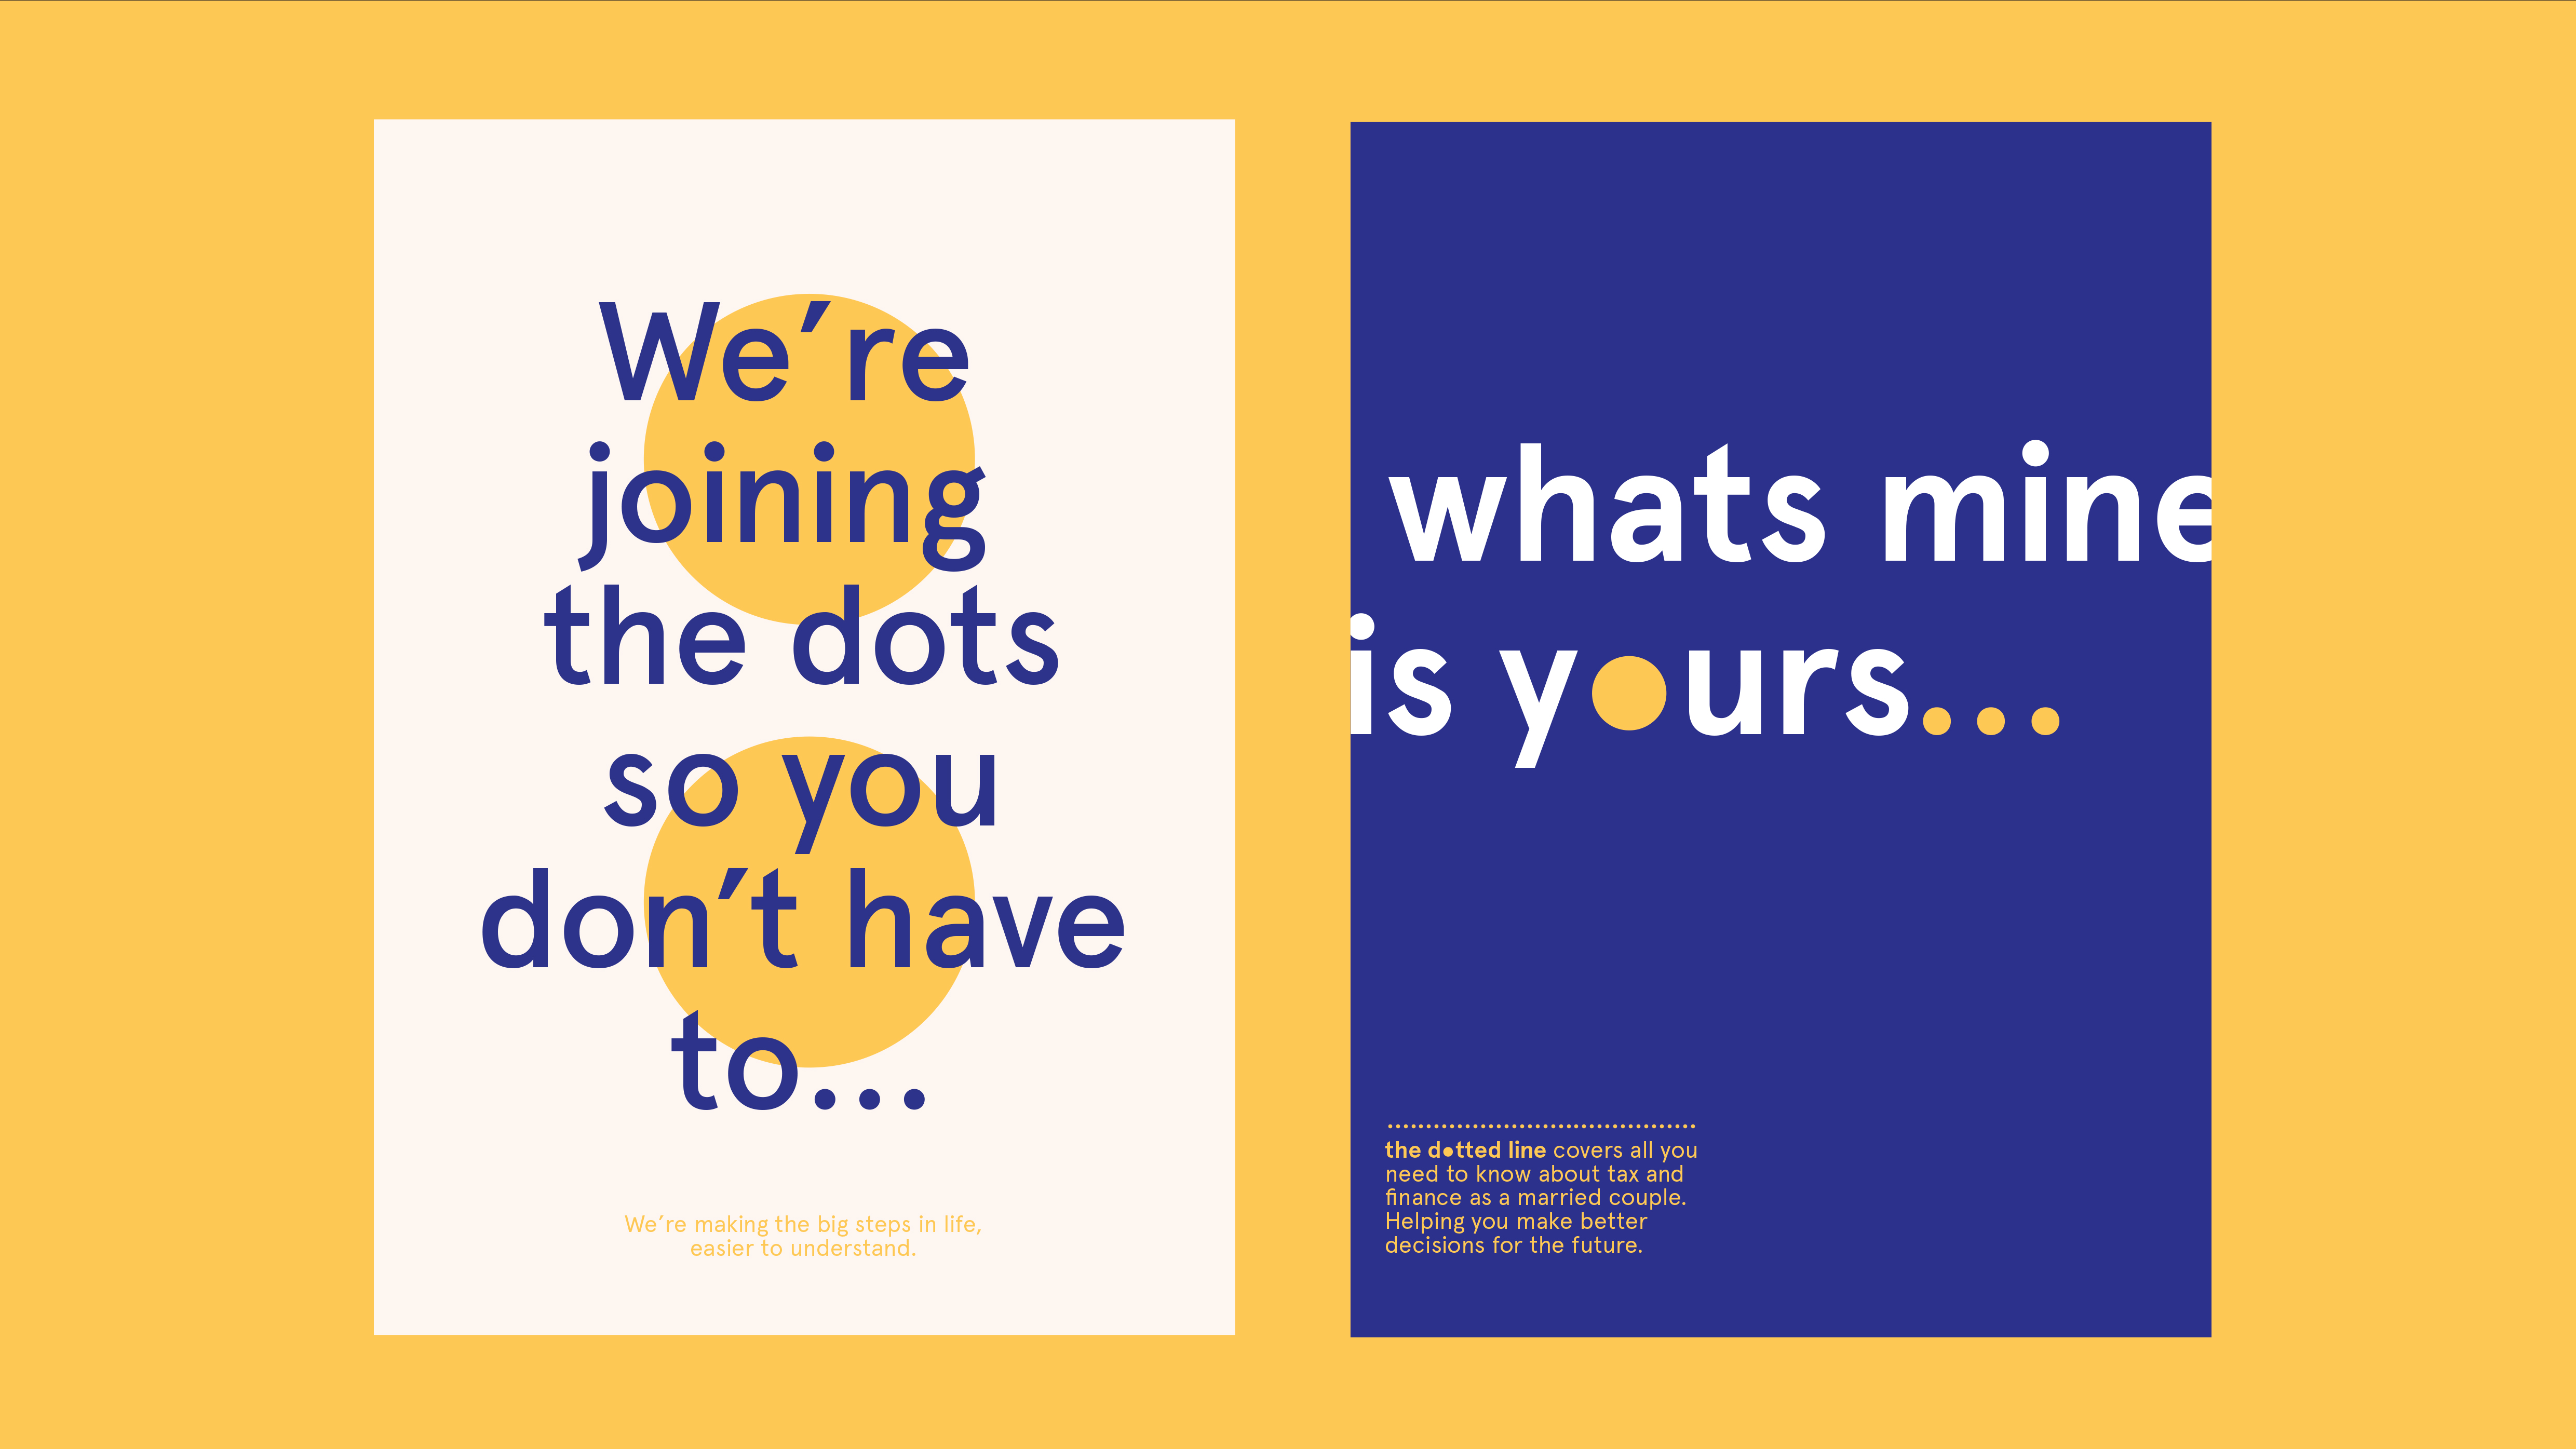 We’re
joining
the dots
so you
don’t have
to...
We’re making the big steps in life,
easier to understand.
whats mine
is yours...
the dotted line covers all you
need to know about tax and
finance as a married couple.
Helping you make better
decisions for the future.